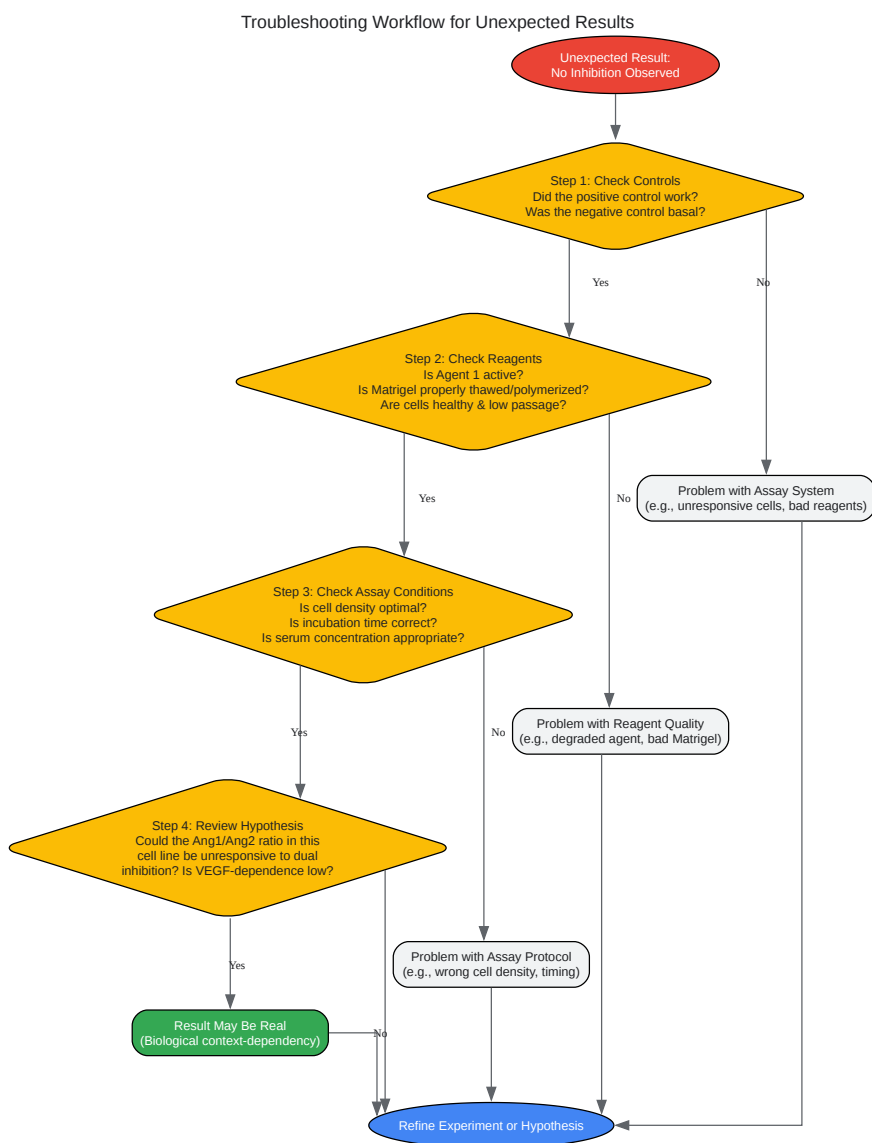 Troubleshooting Workflow for Unexpected Results
Unexpected Result:
No Inhibition Observed
Step 1: Check Controls
Did the positive control work?
Was the negative control basal?
Yes
No
Step 2: Check Reagents
Is Agent 1 active?
Is Matrigel properly thawed/polymerized?
Are cells healthy & low passage?
Yes
No
Problem with Assay System
(e.g., unresponsive cells, bad reagents)
Step 3: Check Assay Conditions
Is cell density optimal?
Is incubation time correct?
Is serum concentration appropriate?
Yes
No
Problem with Reagent Quality
(e.g., degraded agent, bad Matrigel)
Step 4: Review Hypothesis
Could the Ang1/Ang2 ratio in this
cell line be unresponsive to dual
inhibition? Is VEGF-dependence low?
Yes
No
Problem with Assay Protocol
(e.g., wrong cell density, timing)
Result May Be Real
(Biological context-dependency)
Refine Experiment or Hypothesis